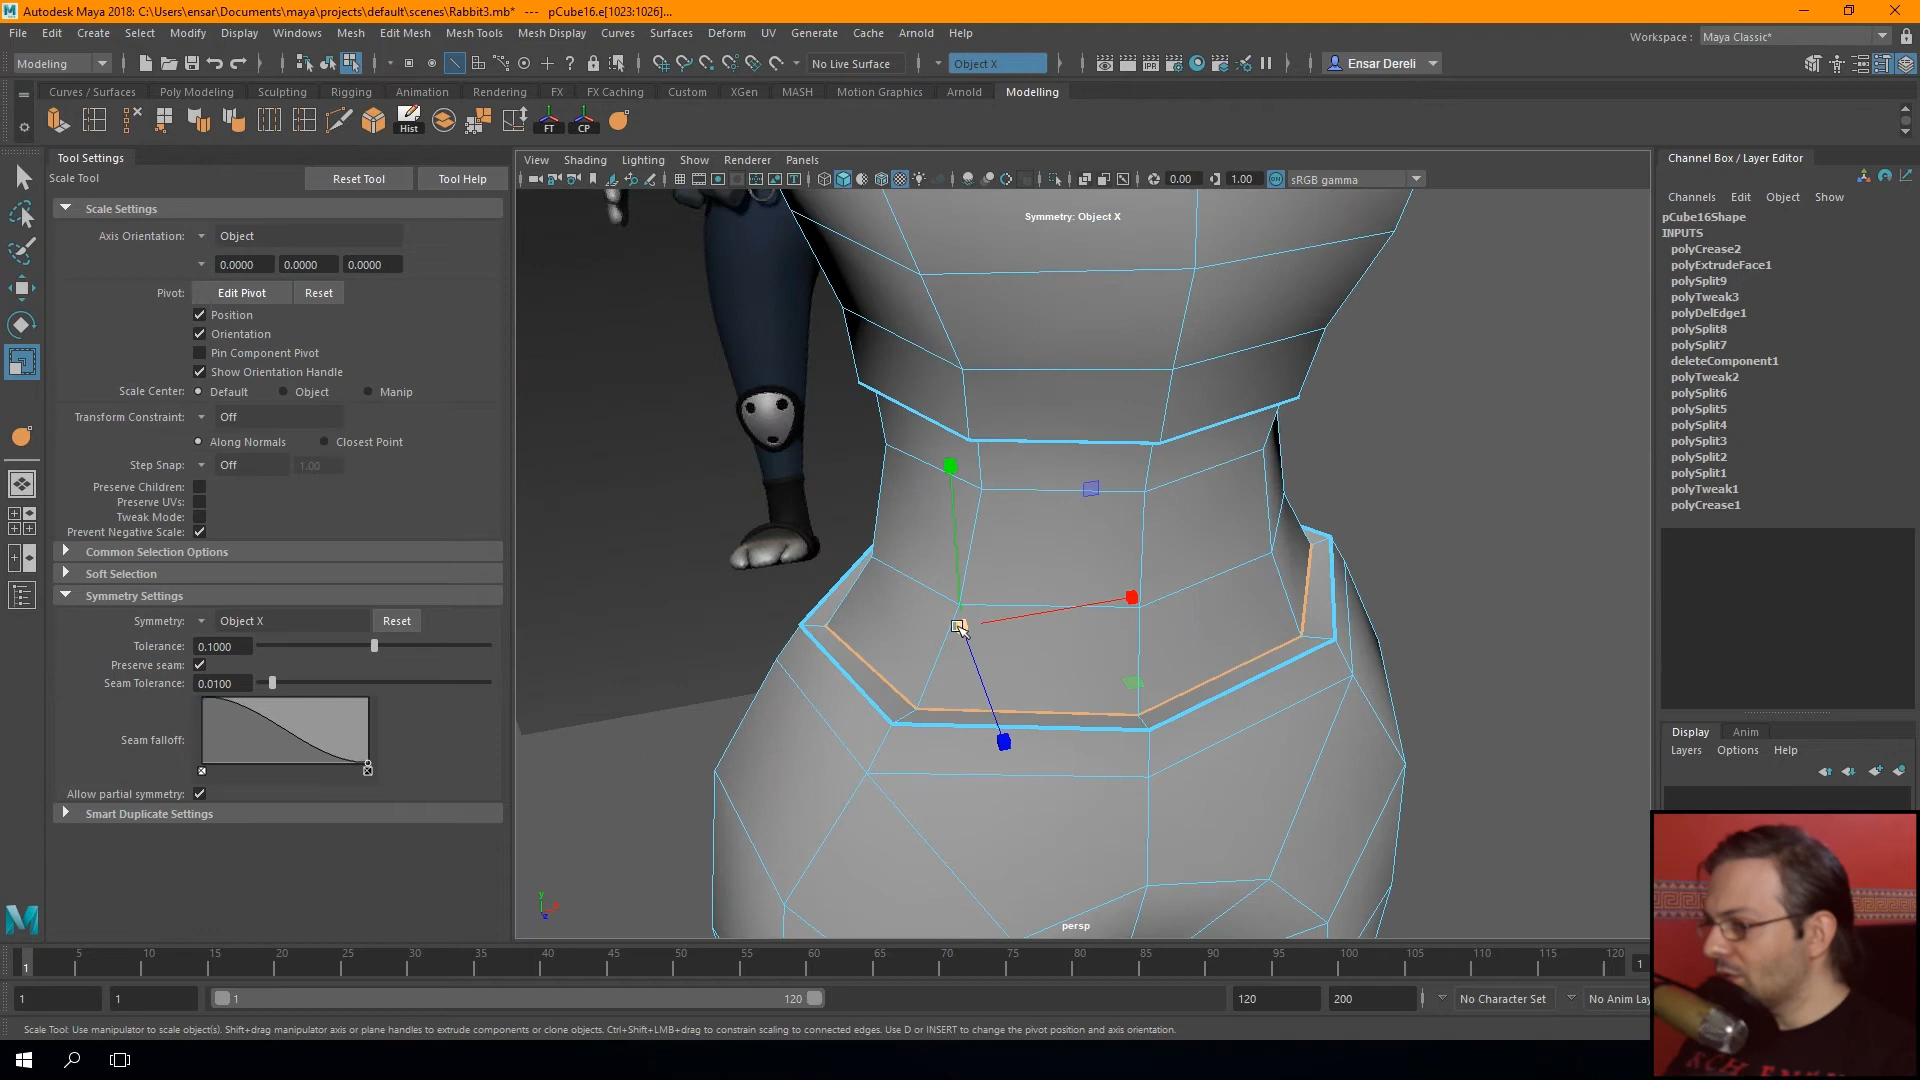 Autodesk Maya 2018: C:\Users\ensar\Documents\maya\projects\default\scenes\Rabbit3.mb* --- pCube16.e[1023:1026]...
File Edit Create Select Modify Display Windows Mesh Edit Mesh Mesh Tools Mesh Display Curves Surfaces Deform UV Generate Cache Arnold Help
Workspace : Maya Classic*
Modeling No Live Surface Object X IPR Ensar Dereli
Curves / Surfaces Poly Modeling Sculpting Rigging Animation Rendering FX FX Caching Custom XGen MASH Motion Graphics Arnold Modelling
Hist FT CP
Tool Settings
Scale Tool Reset Tool Tool Help
Scale Settings
Axis Orientation: Object
0.0000 0.0000 0.0000
Pivot: Edit Pivot Reset
Position
Orientation
Pin Component Pivot
Show Orientation Handle
Scale Center: Default Object Manip
Transform Constraint: Off
Along Normals Closest Point
Step Snap: Off 1.00
Preserve Children:
Preserve UVs:
Tweak Mode:
Prevent Negative Scale:
Common Selection Options
Soft Selection
Symmetry Settings
Symmetry: Object X Reset
Tolerance: 0.1000
Preserve seam:
Seam Tolerance: 0.0100
Seam falloff:
Allow partial symmetry:
Smart Duplicate Settings
View Shading Lighting Show Renderer Panels
0.00 1.00 sRGB gamma
Symmetry: Object X
persp
Channel Box / Layer Editor
Channels Edit Object Show
pCube16Shape
INPUTS
polyCrease2
polyExtrudeFace1
polySplit9
polyTweak3
polyDelEdge1
polySplit8
polySplit7
deleteComponent1
polyTweak2
polySplit6
polySplit5
polySplit4
polySplit3
polySplit2
polySplit1
polyTweak1
polyCrease1
Display Anim
Layers Options Help
1 5 10 15 20 25 30 35 40 45 50 55 60 65 70 75 80 85 90 95 100 105 110 115 120 1
1 1 1 120 120 200 No Character Set No Anim Lay
Scale Tool: Use manipulator to scale object(s). Shift+drag manipulator axis or plane handles to extrude components or clone objects. Ctrl+Shift+LMB+drag to constrain scaling to connected edges. Use D or INSERT to change the pivot position and axis orientation.